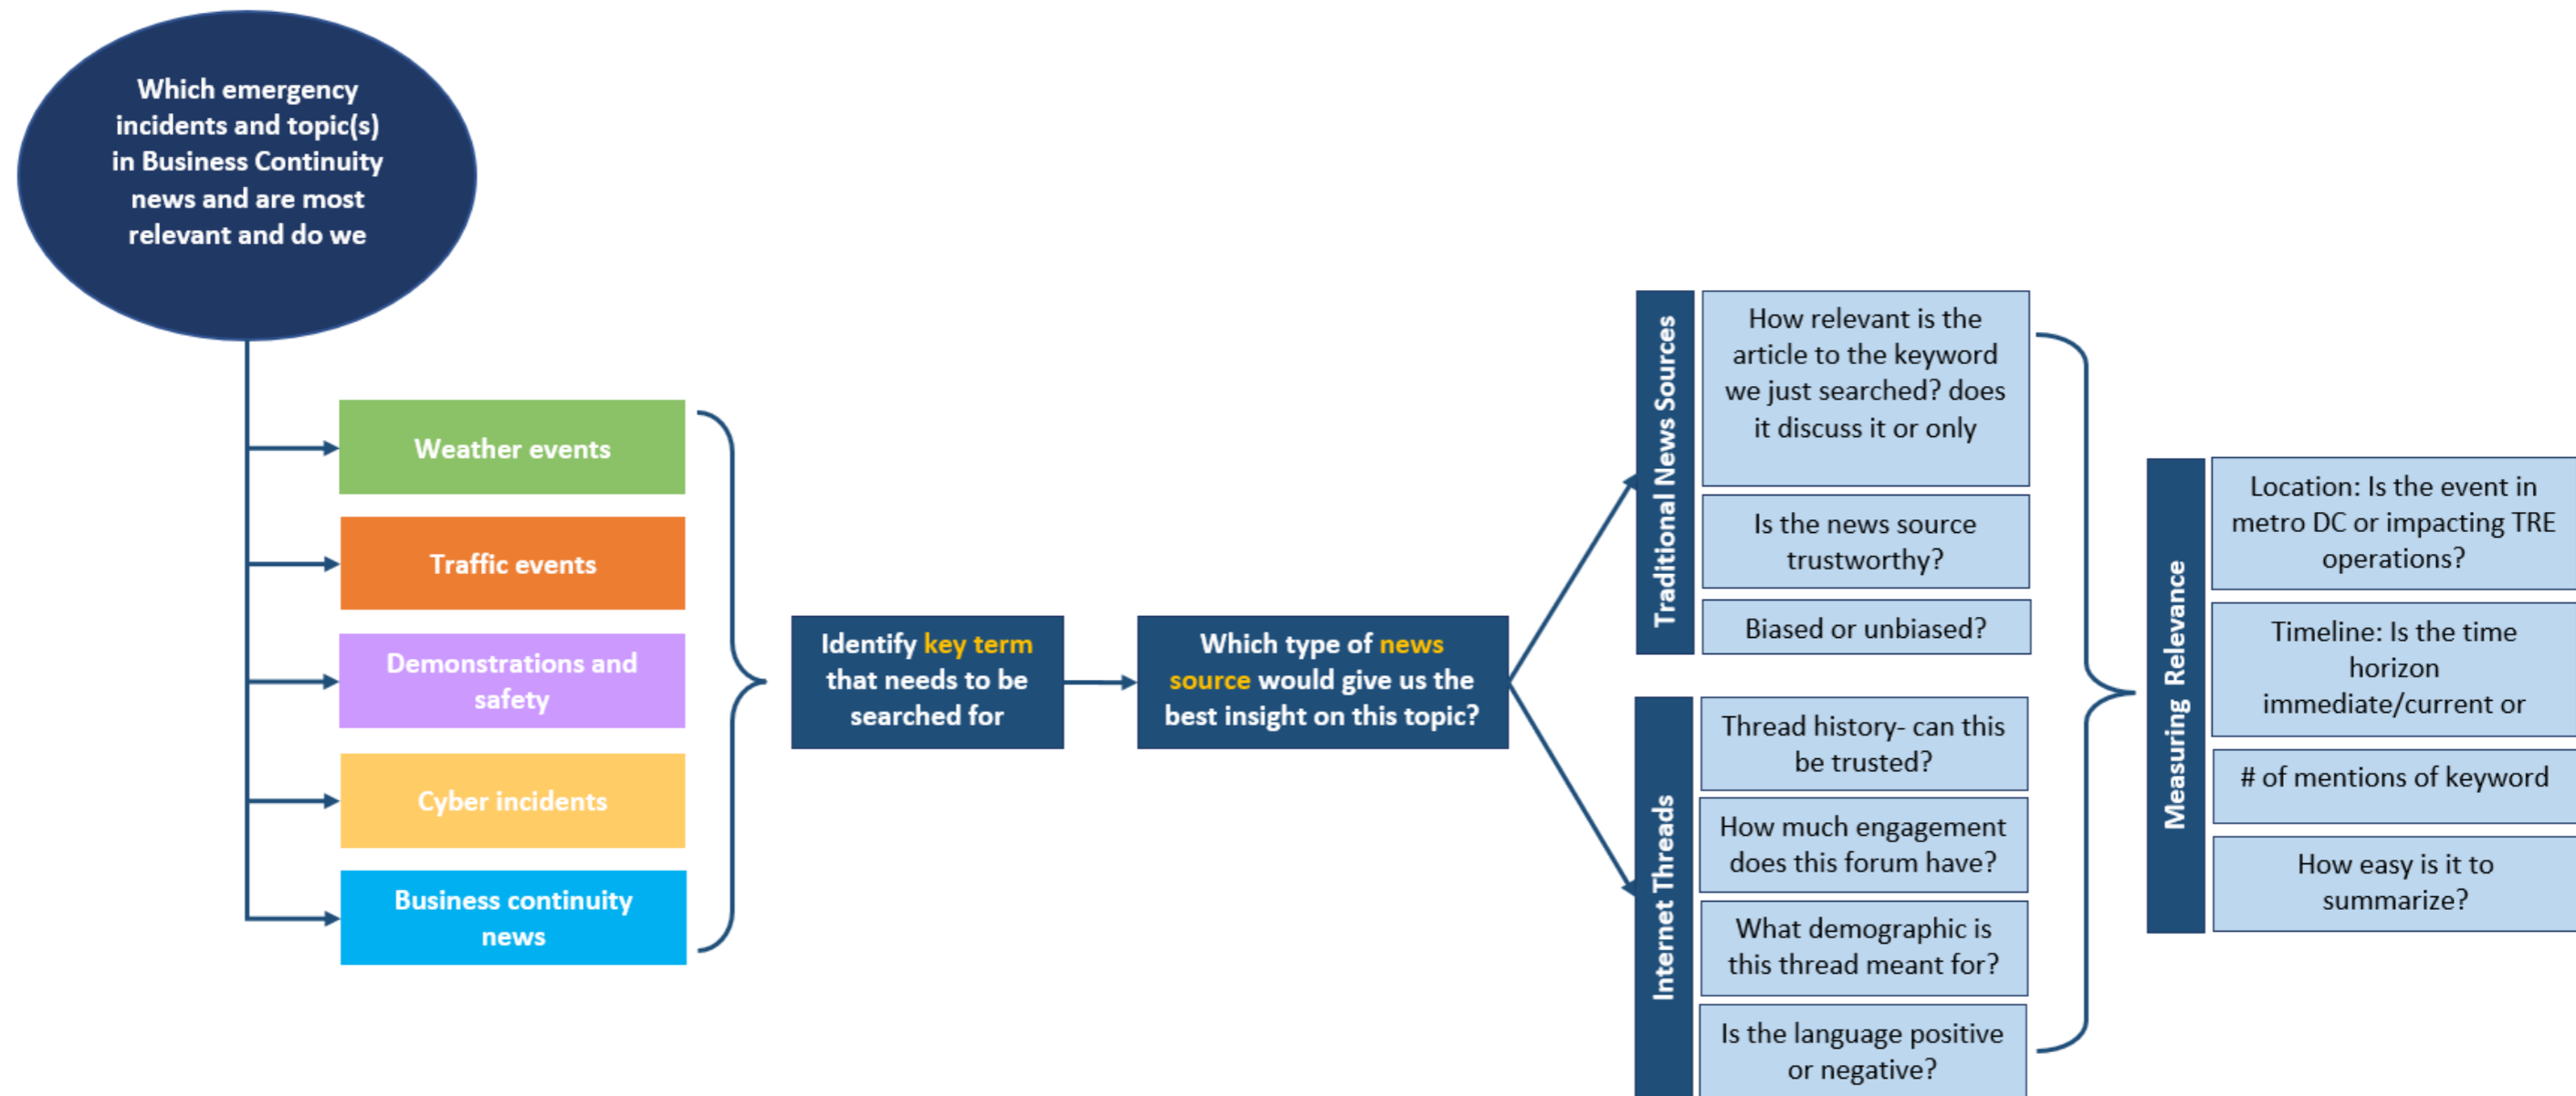 Which emergency
incidents and topic(s)
in Business Continuity
news and are most
relevant and do we
Weather events
Traffic events
Demonstrations and
safety
Cyber incidents
Business continuity
news
Identify key term
that needs to be
searched for
Which type of news
source would give us the
best insight on this topic?
Traditional News Sources
How relevant is the
article to the keyword
we just searched? does
it discuss it or only
Is the news source
trustworthy?
Biased or unbiased?
Internet Threads
Thread history- can this
be trusted?
How much engagement
does this forum have?
What demographic is
this thread meant for?
Is the language positive
or negative?
Measuring Relevance
Location: Is the event in
metro DC or impacting TRE
operations?
Timeline: Is the time
horizon
immediate/current or
# of mentions of keyword
How easy is it to
summarize?